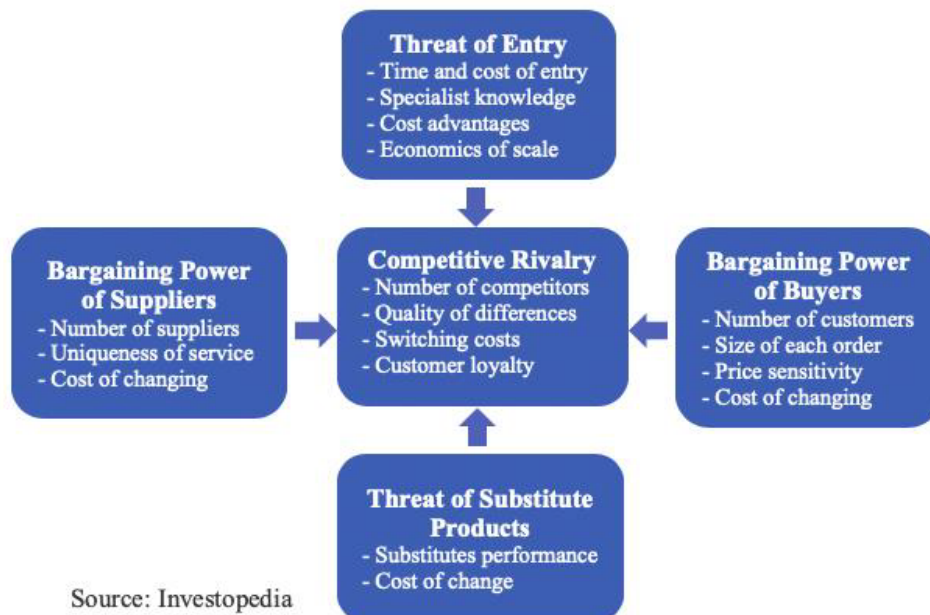 Threat of Entry
- Time and cost of entry
- Specialist knowledge
- Cost advantages
- Economics of scale
Bargaining Power
of Suppliers
- Number of suppliers
- Uniqueness of service
- Cost of changing
Competitive Rivalry
- Number of competitors
- Quality of differences
- Switching costs
- Customer loyalty
Bargaining Power
of Buyers
- Number of customers
- Size of each order
- Price sensitivity
- Cost of changing
Threat of Substitute
Products
- Substitutes performance
- Cost of change
Source: Investopedia